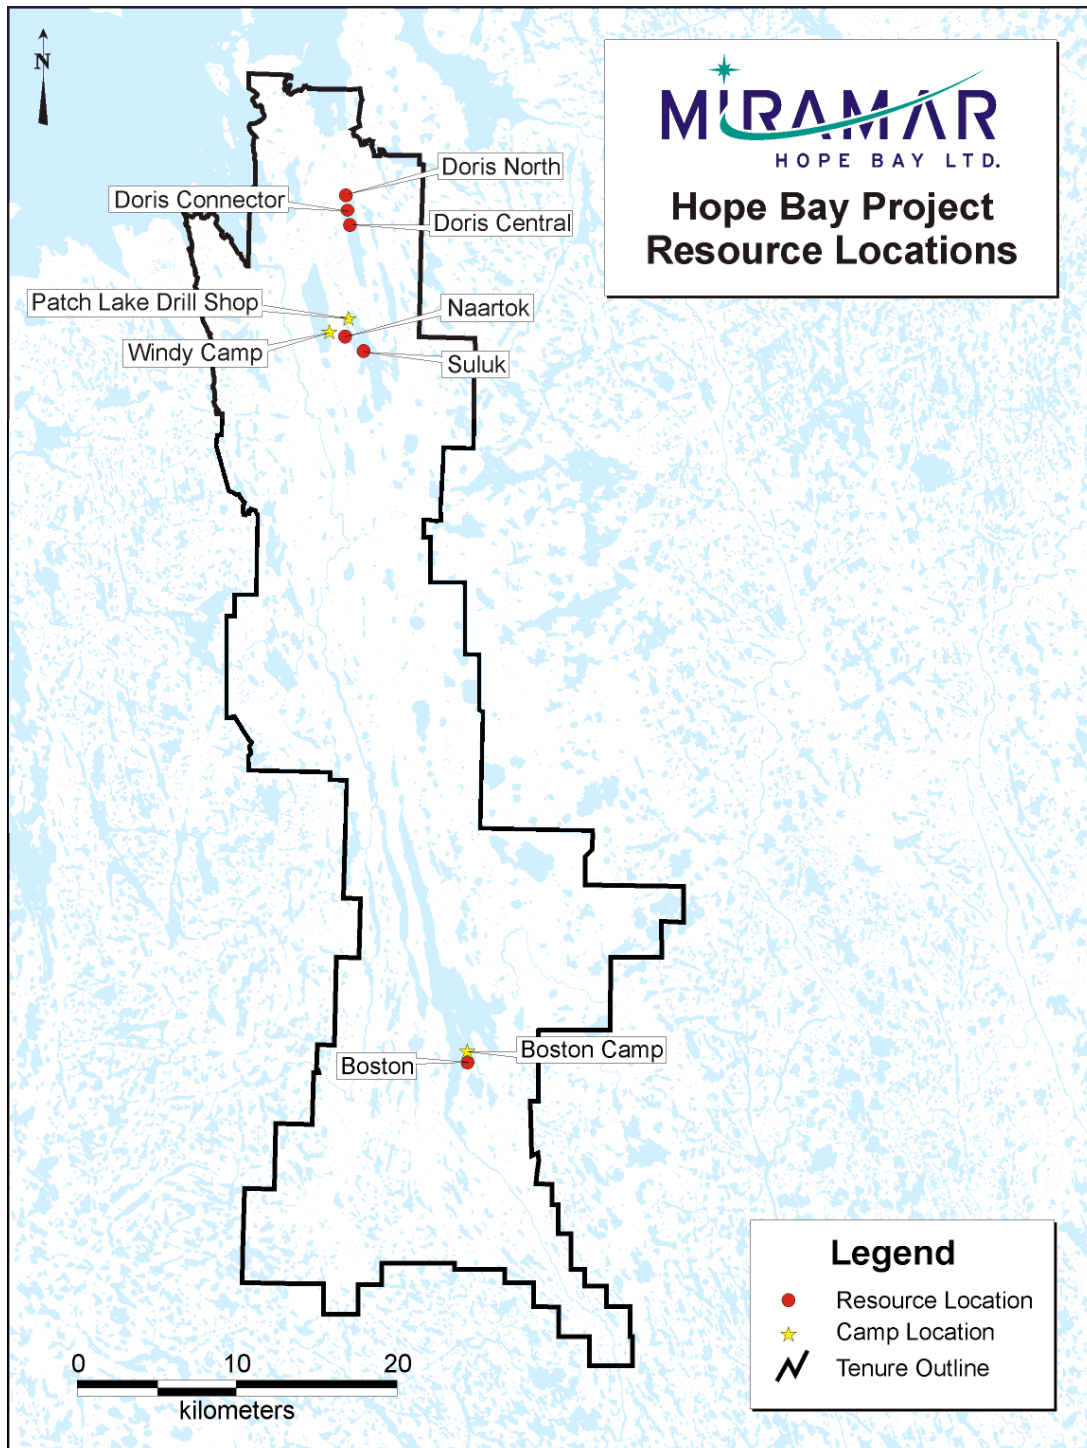 N
MIRAMAR
HOPE BAY LTD.
Hope Bay Project
Resource Locations
Doris North
Doris Connector
Doris Central
Patch Lake Drill Shop
Naartok
Windy Camp
Suluk
Boston Camp
Boston
Legend
Resource Location
Camp Location
Tenure Outline
0 10 20
kilometers